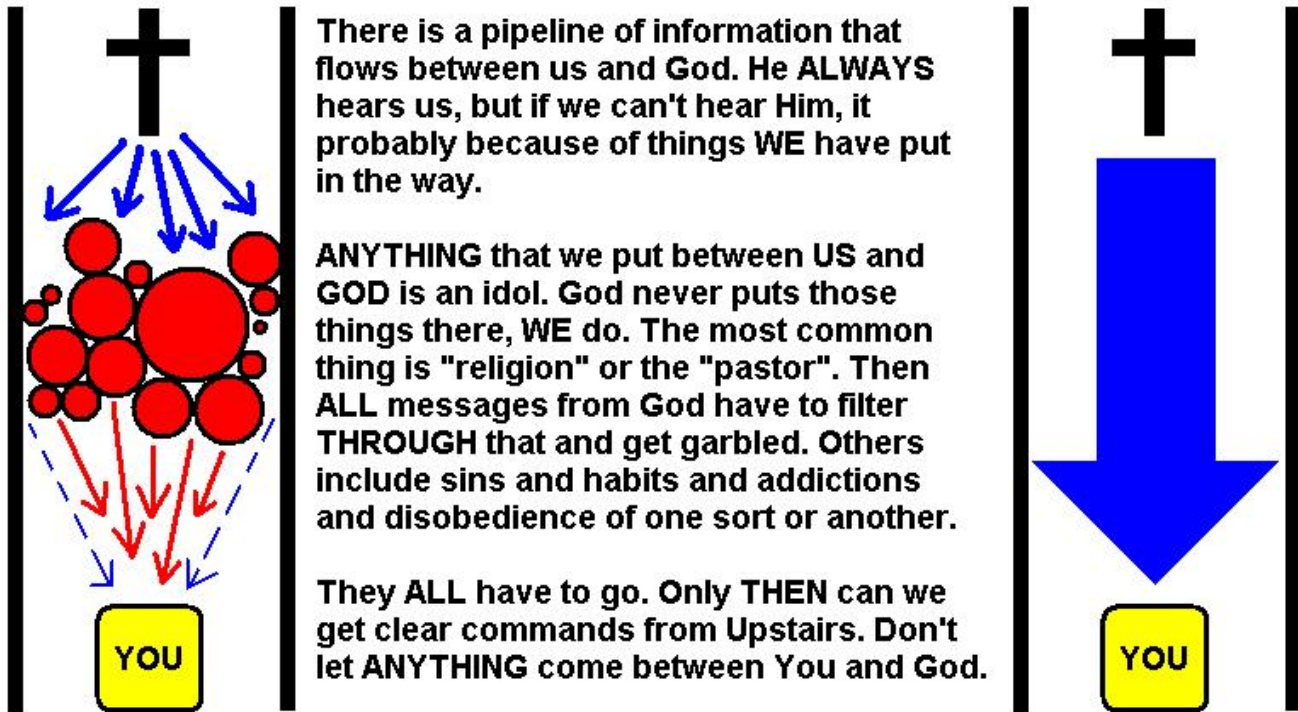 There is a pipeline of information that
flows between us and God. He ALWAYS
hears us, but if we can't hear Him, it
probably because of things WE have put
in the way.
ANYTHING that we put between US and
GOD is an idol. God never puts those
things there, WE do. The most common
thing is "religion" or the "pastor". Then
ALL messages from God have to filter
THROUGH that and get garbled. Others
include sins and habits and addictions
and disobedience of one sort or another.
They ALL have to go. Only THEN can we
get clear commands from Upstairs. Don't
let ANYTHING come between You and God.
YOU
YOU